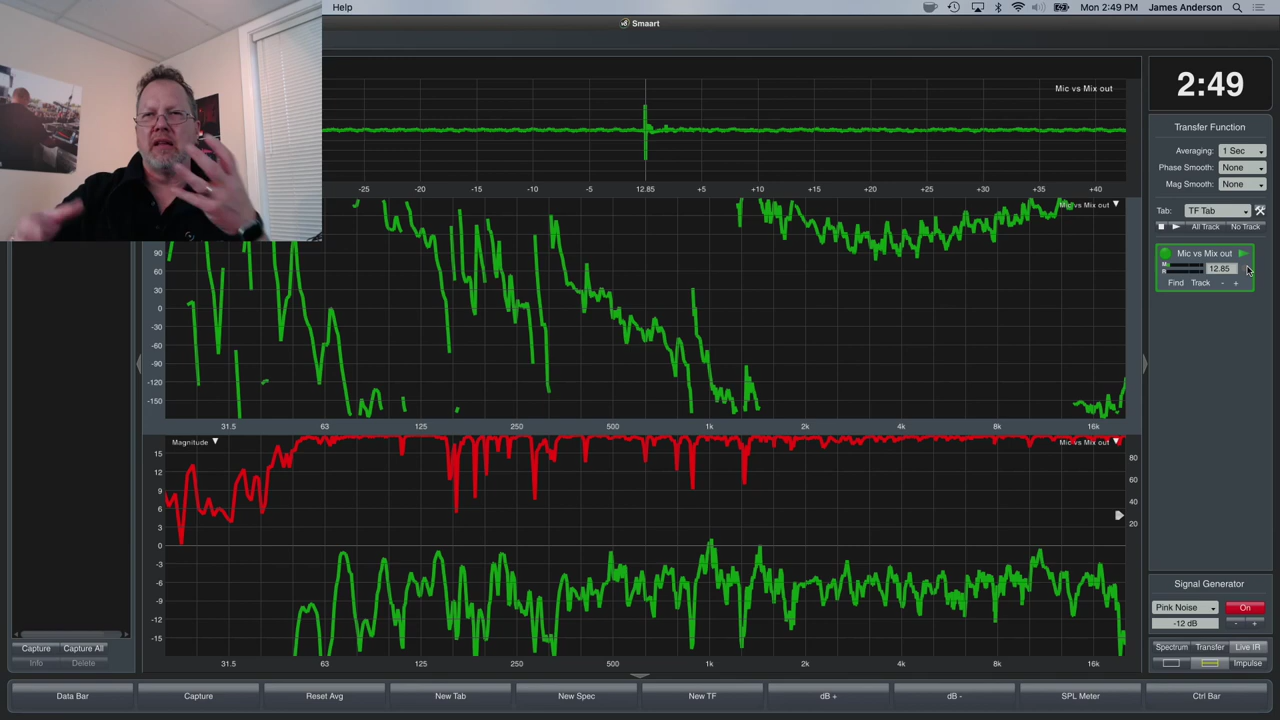 Help
Mon 2:49 PM James Anderson
Smaart
Mic vs Mix out
-25 -20 -15 -10 -5 12.85 +5 +10 +15 +20 +25 +30 +35 +40
Mic vs Mix out
90
60
30
0
-30
-60
-90
-120
-150
31.5 63 125 250 500 1k 2k 4k 8k 16k
Magnitude
Mic vs Mix out
15
12
9
6
3
0
-3
-6
-9
-12
-15
80
60
40
20
31.5 63 125 250 500 1k 2k 4k 8k 16k
2:49
Transfer Function
Averaging: 1 Sec
Phase Smooth: None
Mag Smooth: None
Tab: TF Tab
All Track No Track
Mic vs Mix out
M
R
12.85
Find Track - +
Signal Generator
Pink Noise On
-12 dB - +
Spectrum Transfer Live IR
Impulse
Capture Capture All
Info Delete
Data Bar Capture Reset Avg New Tab New Spec New TF dB + dB - SPL Meter Ctrl Bar